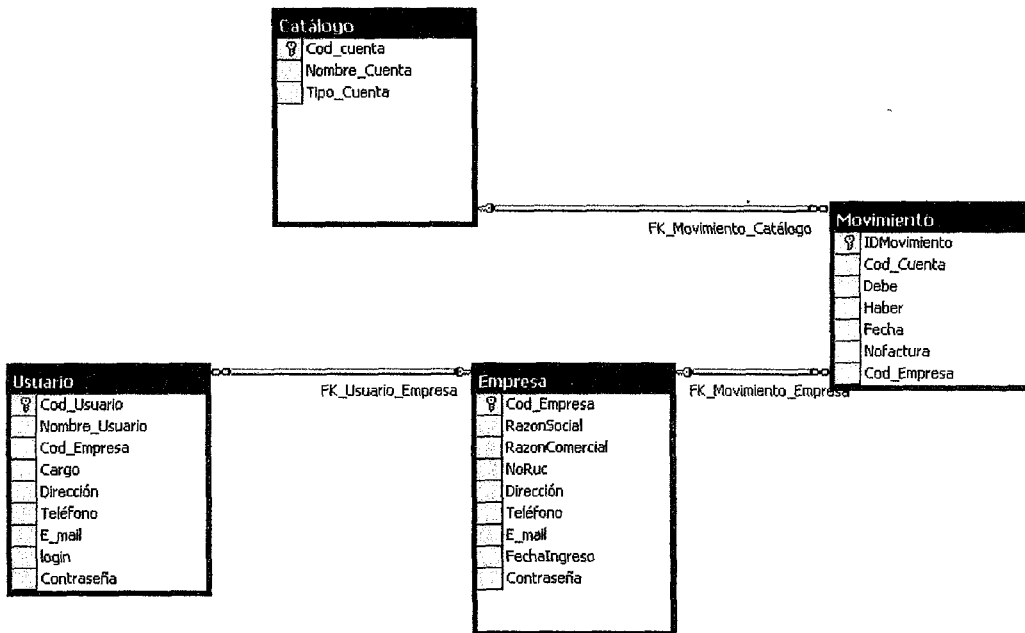 Catálogo
Cod_cuenta
Nombre_Cuenta
Tipo_Cuenta
FK_Movimiento_Catálogo
Movimiento
IDMovimiento
Cod_Cuenta
Debe
Haber
Fecha
Nofactura
Cod_Empresa
FK_Usuario_Empresa
FK_Movimiento_Empresa
Usuario
Cod_Usuario
Nombre_Usuario
Cod_Empresa
Cargo
Dirección
Teléfono
E_mail
login
Contraseña
Empresa
Cod_Empresa
RazonSocial
RazonComercial
NoRuc
Dirección
Teléfono
E_mail
FechaIngreso
Contraseña